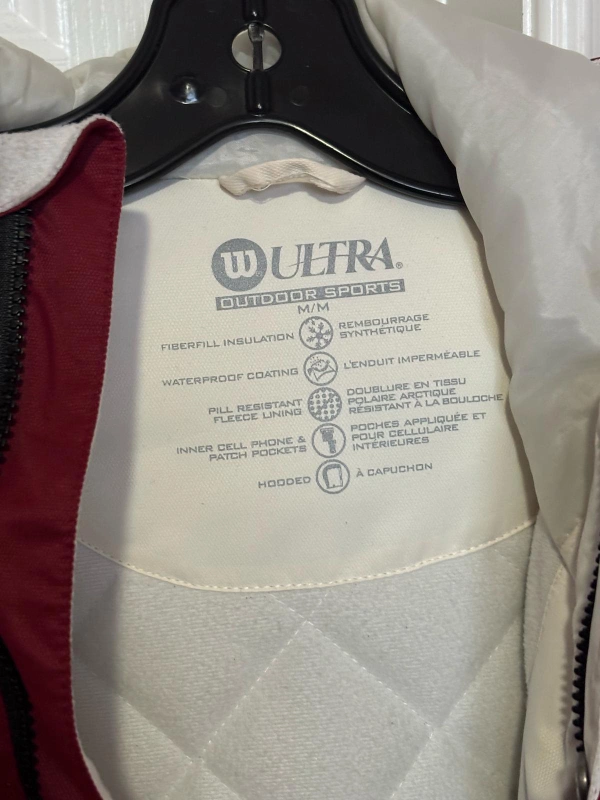 W ULTRA®
OUTDOOR SPORTS
M/M
FIBERFILL INSULATION
REMBOURRAGE
SYNTHÉTIQUE
WATERPROOF COATING
L'ENDUIT IMPERMÉABLE
PILL RESISTANT
FLEECE LINING
DOUBLURE EN TISSU
POLAIRE ARCTIQUE
RÉSISTANT À LA BOULOCHE
INNER CELL PHONE &
PATCH POCKETS
POCHES APPLIQUÉE ET
POUR CELLULAIRE
INTÉRIEURES
HOODED
À CAPUCHON